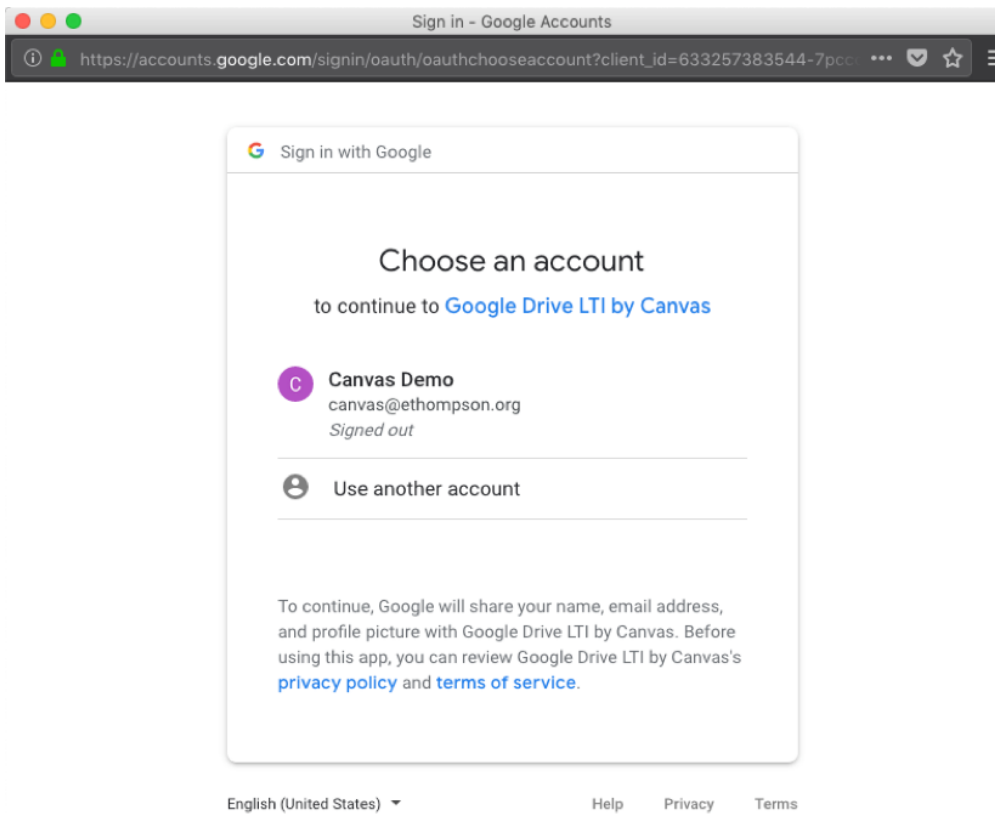 Sign in - Google Accounts
https://accounts.google.com/signin/oauth/oauthchooseaccount?client_id=633257383544-7pcc
Sign in with Google
Choose an account
to continue to Google Drive LTI by Canvas
C
Canvas Demo
canvas@ethompson.org
Signed out
Use another account
To continue, Google will share your name, email address,
and profile picture with Google Drive LTI by Canvas. Before
using this app, you can review Google Drive LTI by Canvas's
privacy policy and terms of service.
English (United States)
Help Privacy Terms